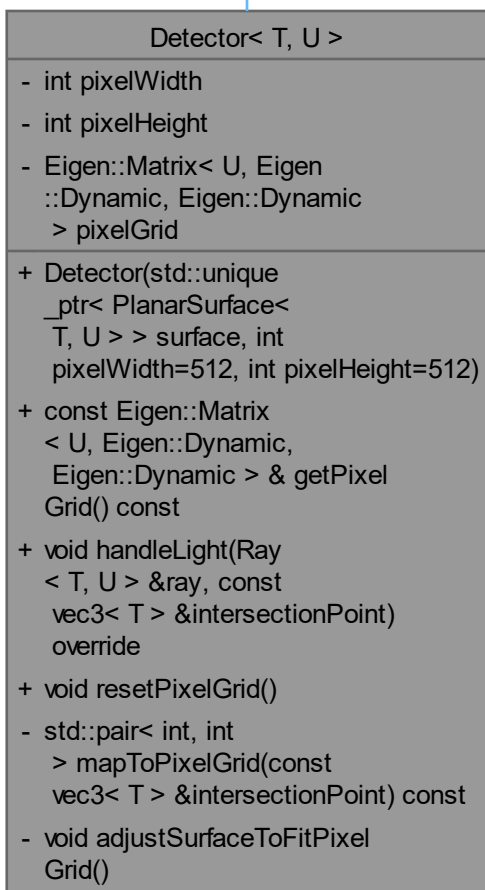 Detector< T, U >
- int pixelWidth
- int pixelHeight
- Eigen::Matrix< U, Eigen
::Dynamic, Eigen::Dynamic
> pixelGrid
+ Detector(std::unique
_ptr< PlanarSurface<
T, U > > surface, int
pixelWidth=512, int pixelHeight=512)
+ const Eigen::Matrix
< U, Eigen::Dynamic,
Eigen::Dynamic > & getPixel
Grid() const
+ void handleLight(Ray
< T, U > &ray, const
vec3< T > &intersectionPoint)
override
+ void resetPixelGrid()
- std::pair< int, int
> mapToPixelGrid(const
vec3< T > &intersectionPoint) const
- void adjustSurfaceToFitPixel
Grid()